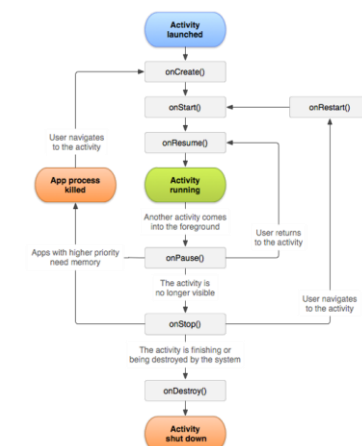 Activity
launched
onCreate()
onStart()
onRestart()
User navigates
to the activity
onResume()
App process
killed
Activity
running
Another activity comes
into the foreground
User returns
to the activity
Apps with higher priority
need memory
onPause()
The activity is
no longer visible
User navigates
to the activity
onStop()
The activity is finishing or
being destroyed by the system
onDestroy()
Activity
shut down